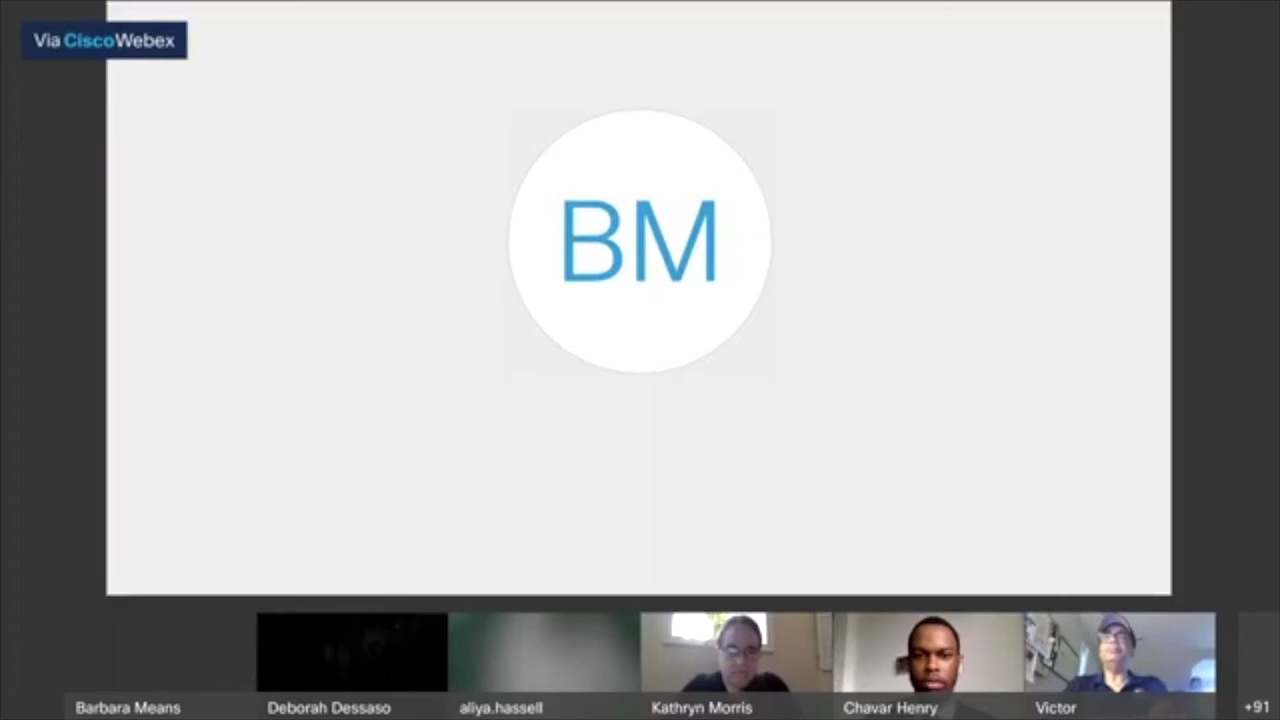 Via CiscoWebex
BM
Barbara Means
Deborah Dessaso
aliya.hassell
Kathryn Morris
Chavar Henry
Victor
+91